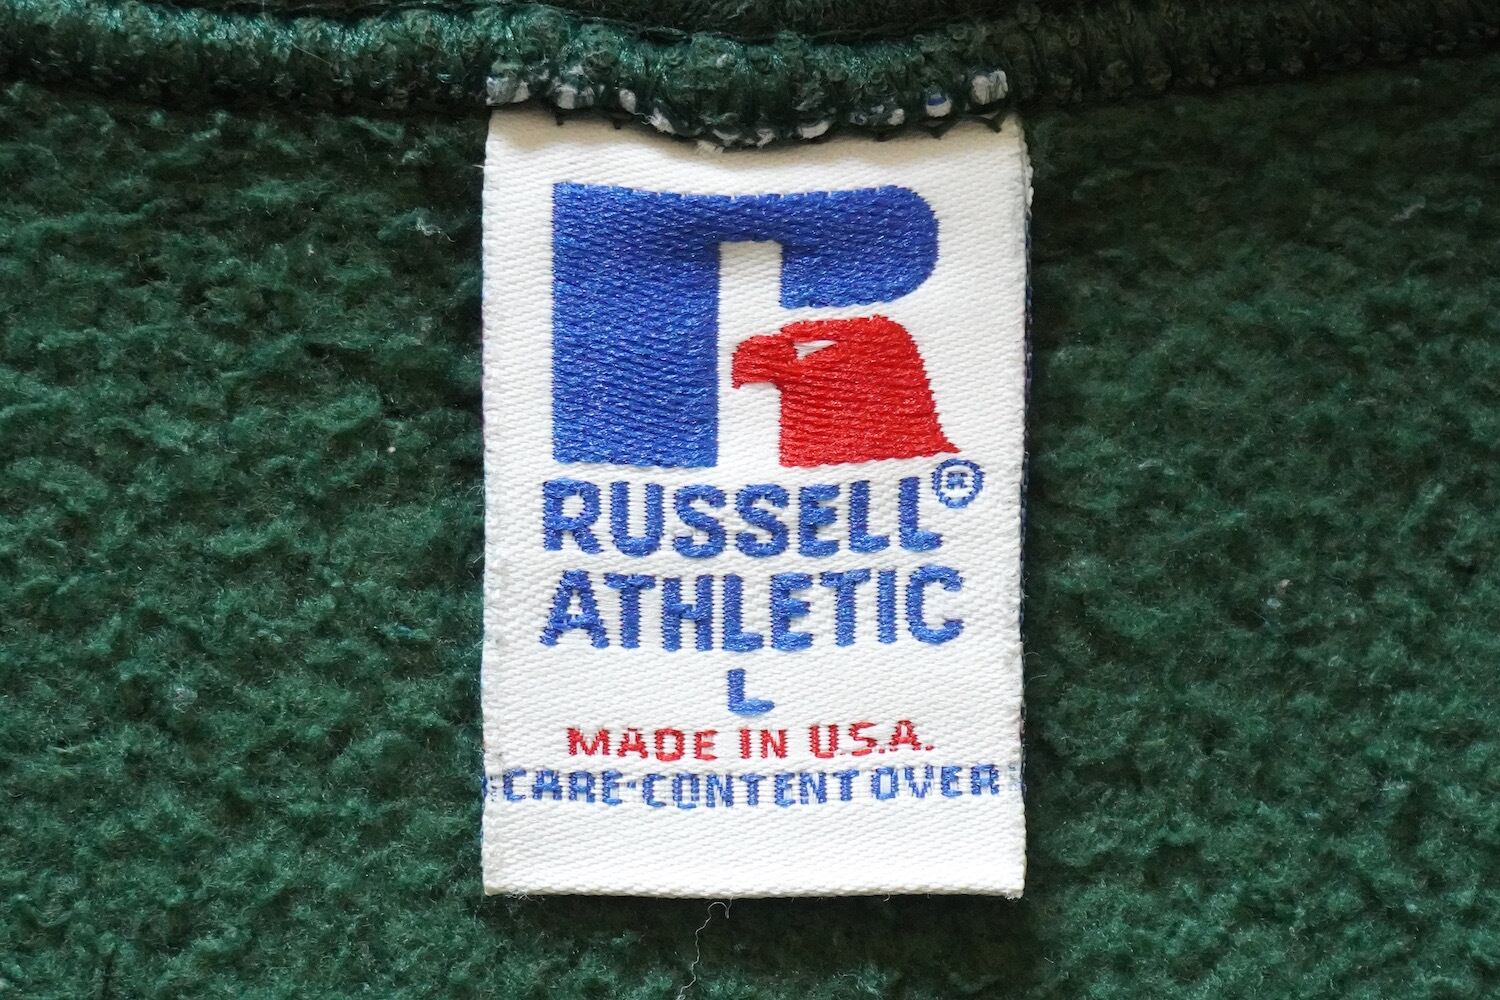 R
RUSSELL®
ATHLETIC
L
MADE IN U.S.A.
CARE·CONTENT OVER